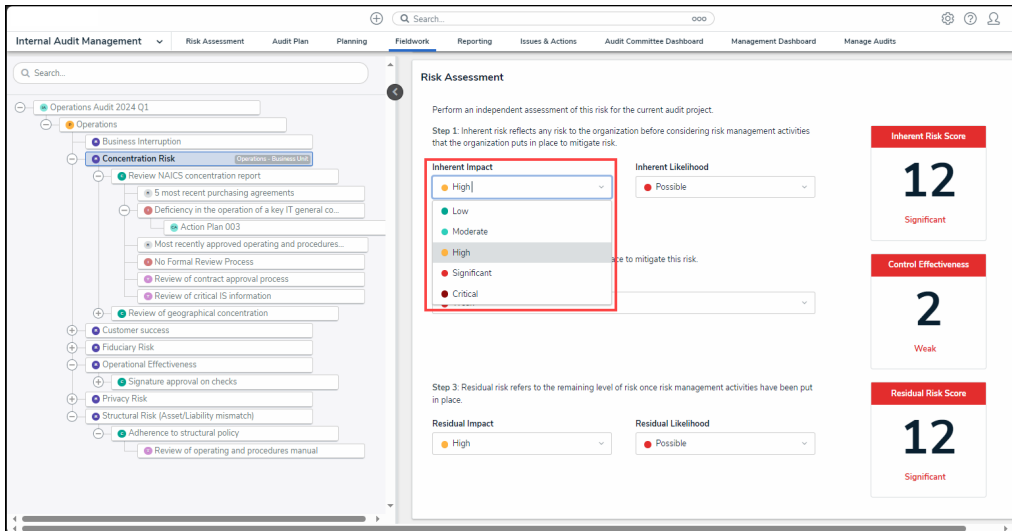 Search...
Internal Audit Management
Risk Assessment
Audit Plan
Planning
Fieldwork
Reporting
Issues & Actions
Audit Committee Dashboard
Management Dashboard
Manage Audits
Search...
Operations Audit 2024 Q1
Operations
Business Interruption
Concentration Risk
Operations - Business Unit
Review NAICS concentration report
5 most recent purchasing agreements
Deficiency in the operation of a key IT general co...
Action Plan 003
Most recently approved operating and procedures...
No Formal Review Process
Review of contract approval process
Review of critical IS information
Review of geographical concentration
Customer success
Fiduciary Risk
Operational Effectiveness
Signature approval on checks
Privacy Risk
Structural Risk (Asset/Liability mismatch)
Adherence to structural policy
Review of operating and procedures manual
Risk Assessment
Perform an independent assessment of this risk for the current audit project.
Step 1: Inherent risk reflects any risk to the organization before considering risk management activities
that the organization puts in place to mitigate risk.
Inherent Impact
Inherent Likelihood
High
Possible
Low
Moderate
High
Significant
Critical
to mitigate this risk.
Step 3: Residual risk refers to the remaining level of risk once risk management activities have been put
in place.
Residual Impact
Residual Likelihood
High
Possible
Inherent Risk Score
12
Significant
Control Effectiveness
2
Weak
Residual Risk Score
12
Significant